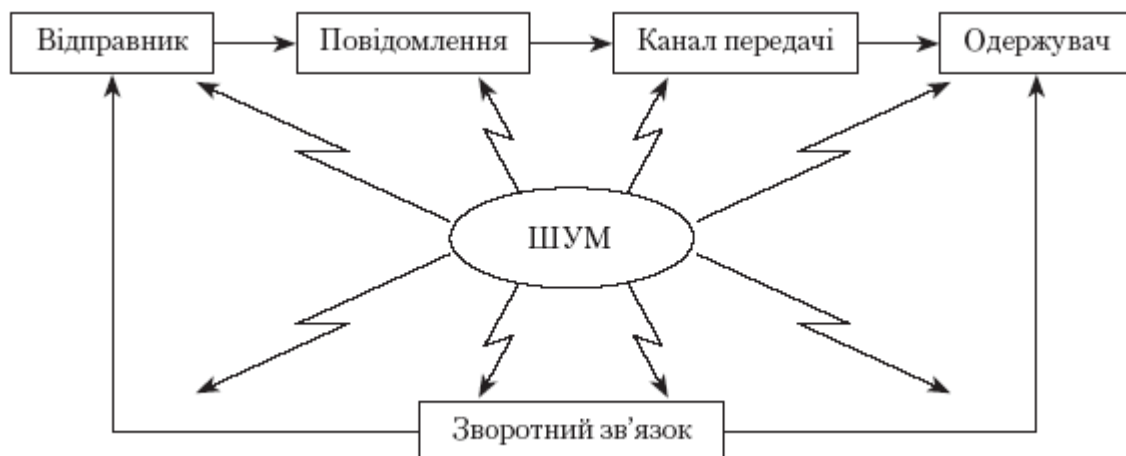 Відправник
Повідомлення
Канал передачі
Одержувач
ШУМ
Зворотний зв’язок